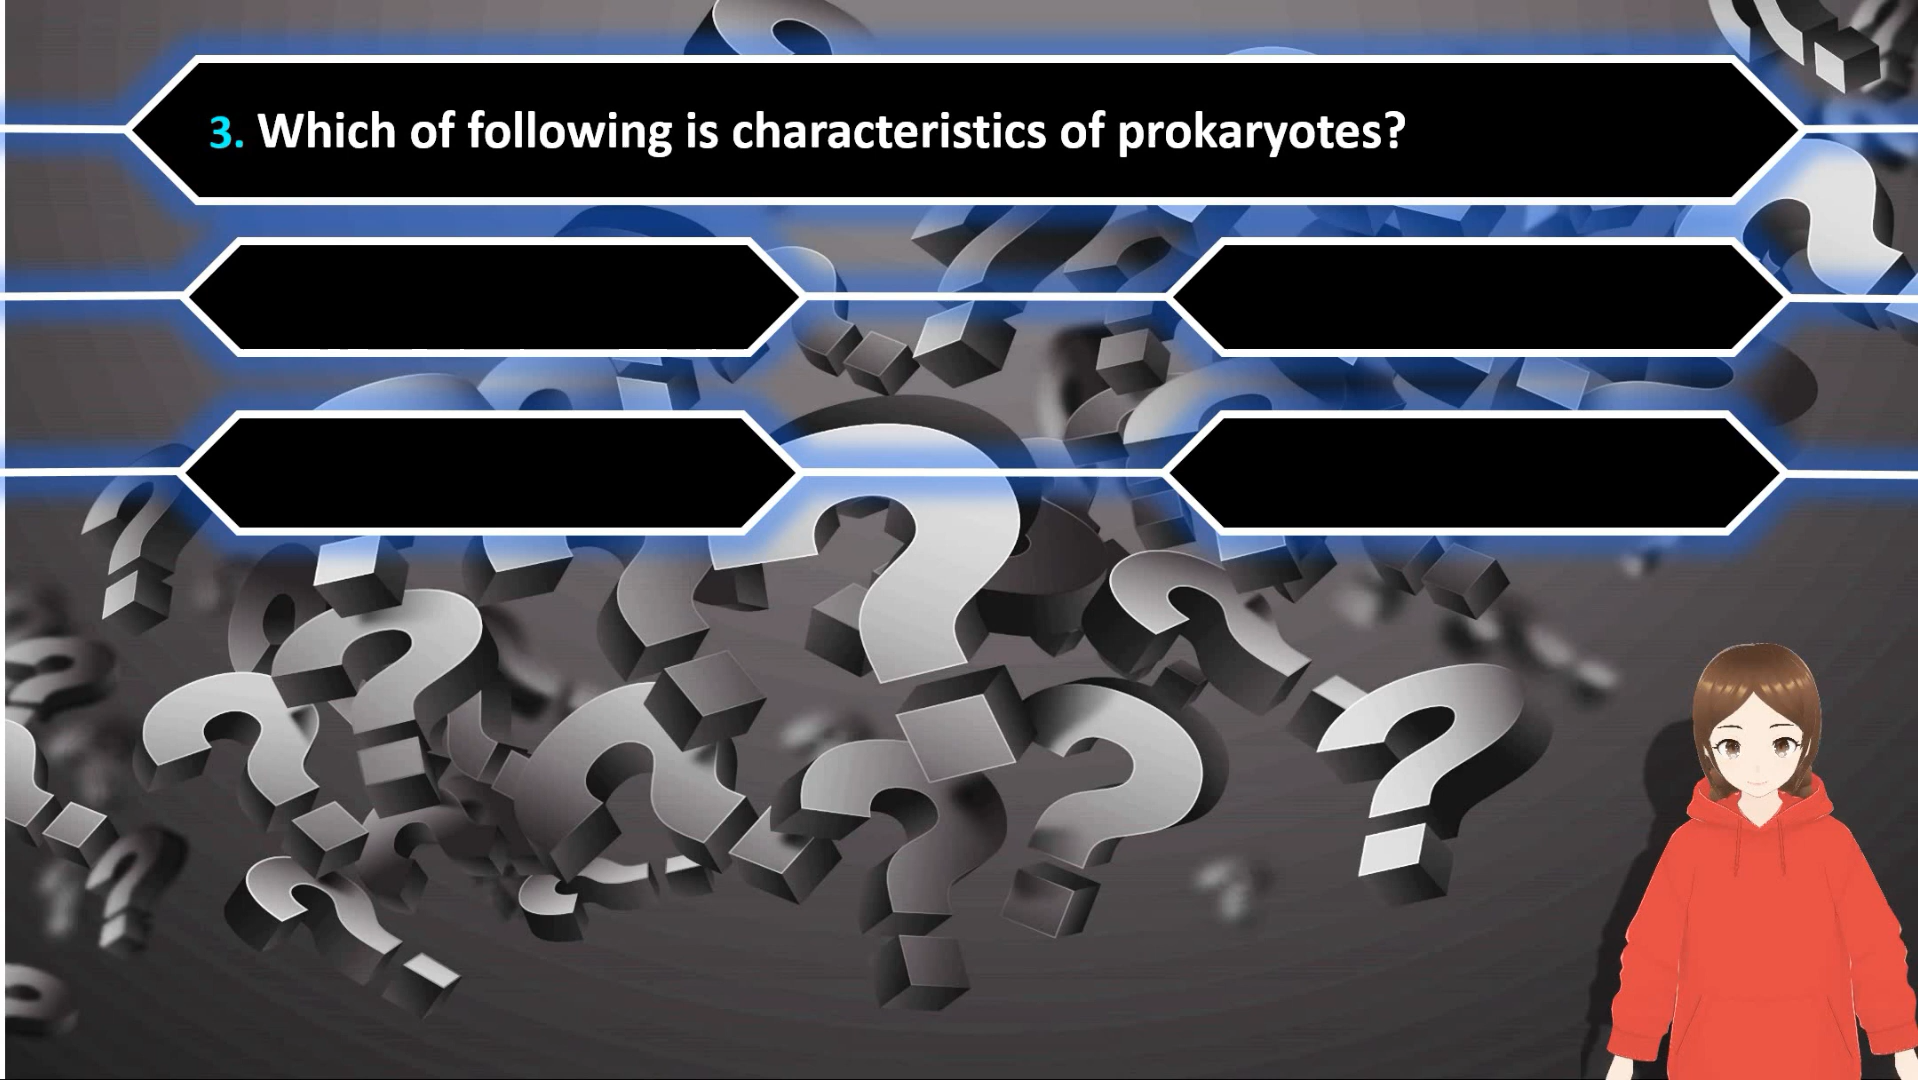 3. Which of following is characteristics of prokaryotes?